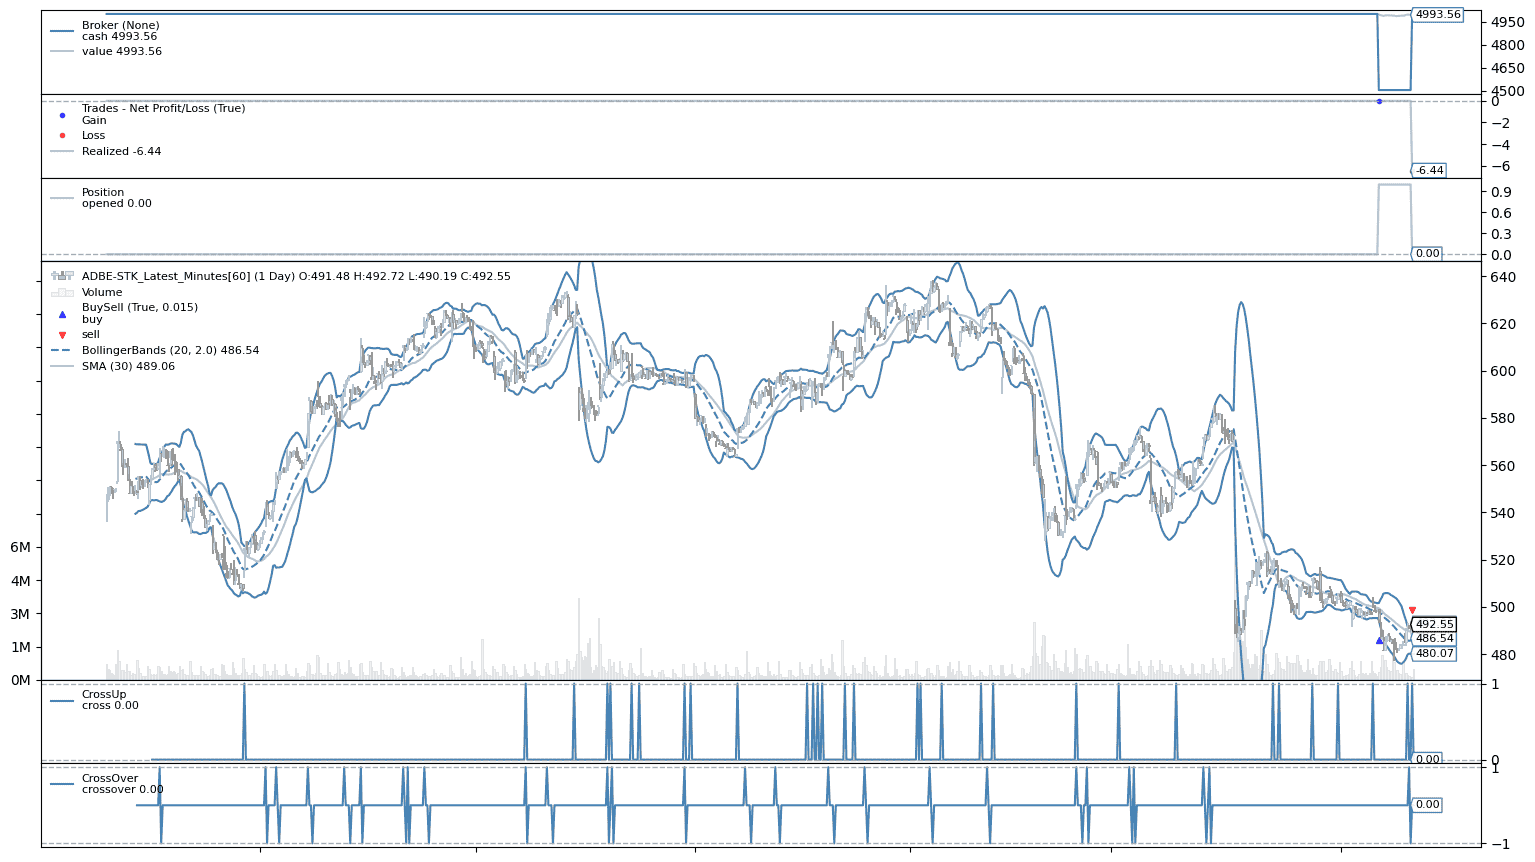 Broker (None)
cash 4993.56
value 4993.56
4993.56
4950
4800
4650
4500
Trades - Net Profit/Loss (True)
Gain
Loss
Realized -6.44
0
−2
−4
−6
-6.44
Position
opened 0.00
0.9
0.6
0.3
0.0
0.00
ADBE-STK_Latest_Minutes[60] (1 Day) O:491.48 H:492.72 L:490.19 C:492.55
Volume
BuySell (True, 0.015)
buy
sell
BollingerBands (20, 2.0) 486.54
SMA (30) 489.06
640
620
600
580
560
540
520
500
480
492.55
486.54
480.07
6M
4M
3M
1M
0M
CrossUp
cross 0.00
1
0
0.00
CrossOver
crossover 0.00
1
−1
0.00